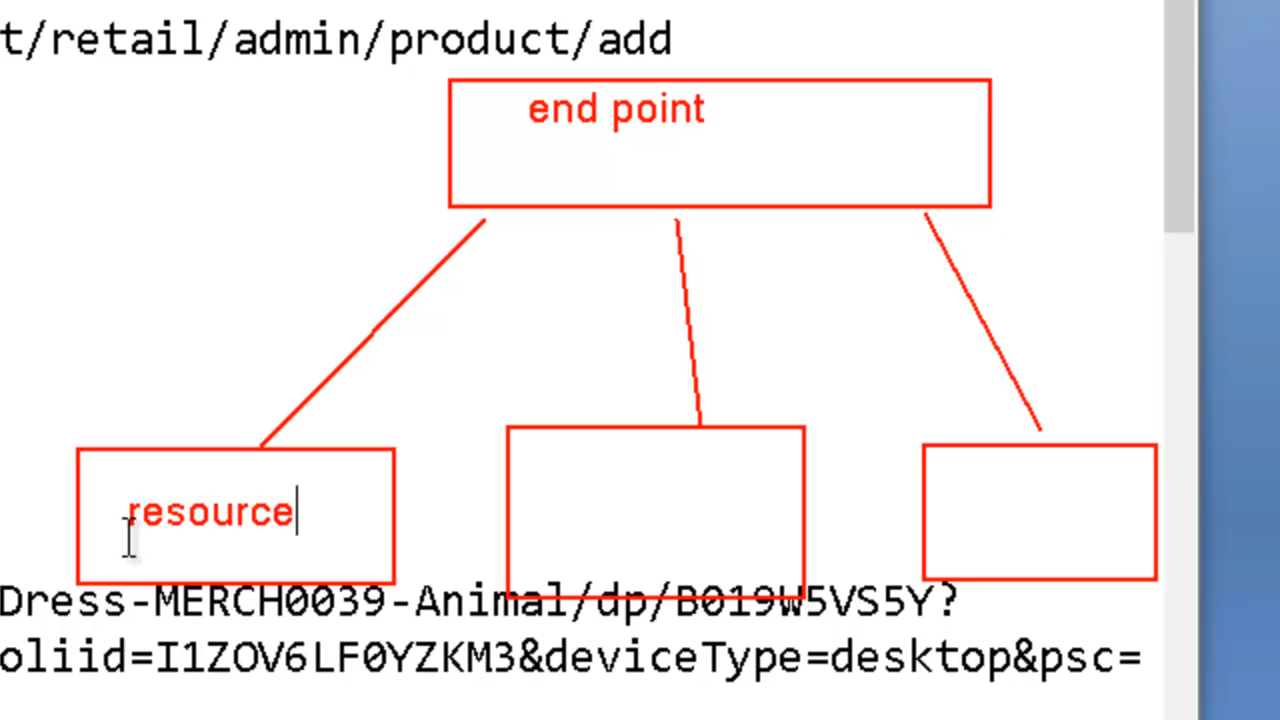 t/retail/admin/product/add
end point
resource
Dress-MERCH0039-Animal/dp/B019W5VS5Y?
oliid=I1ZOV6LF0YZKM3&deviceType=desktop&psc=